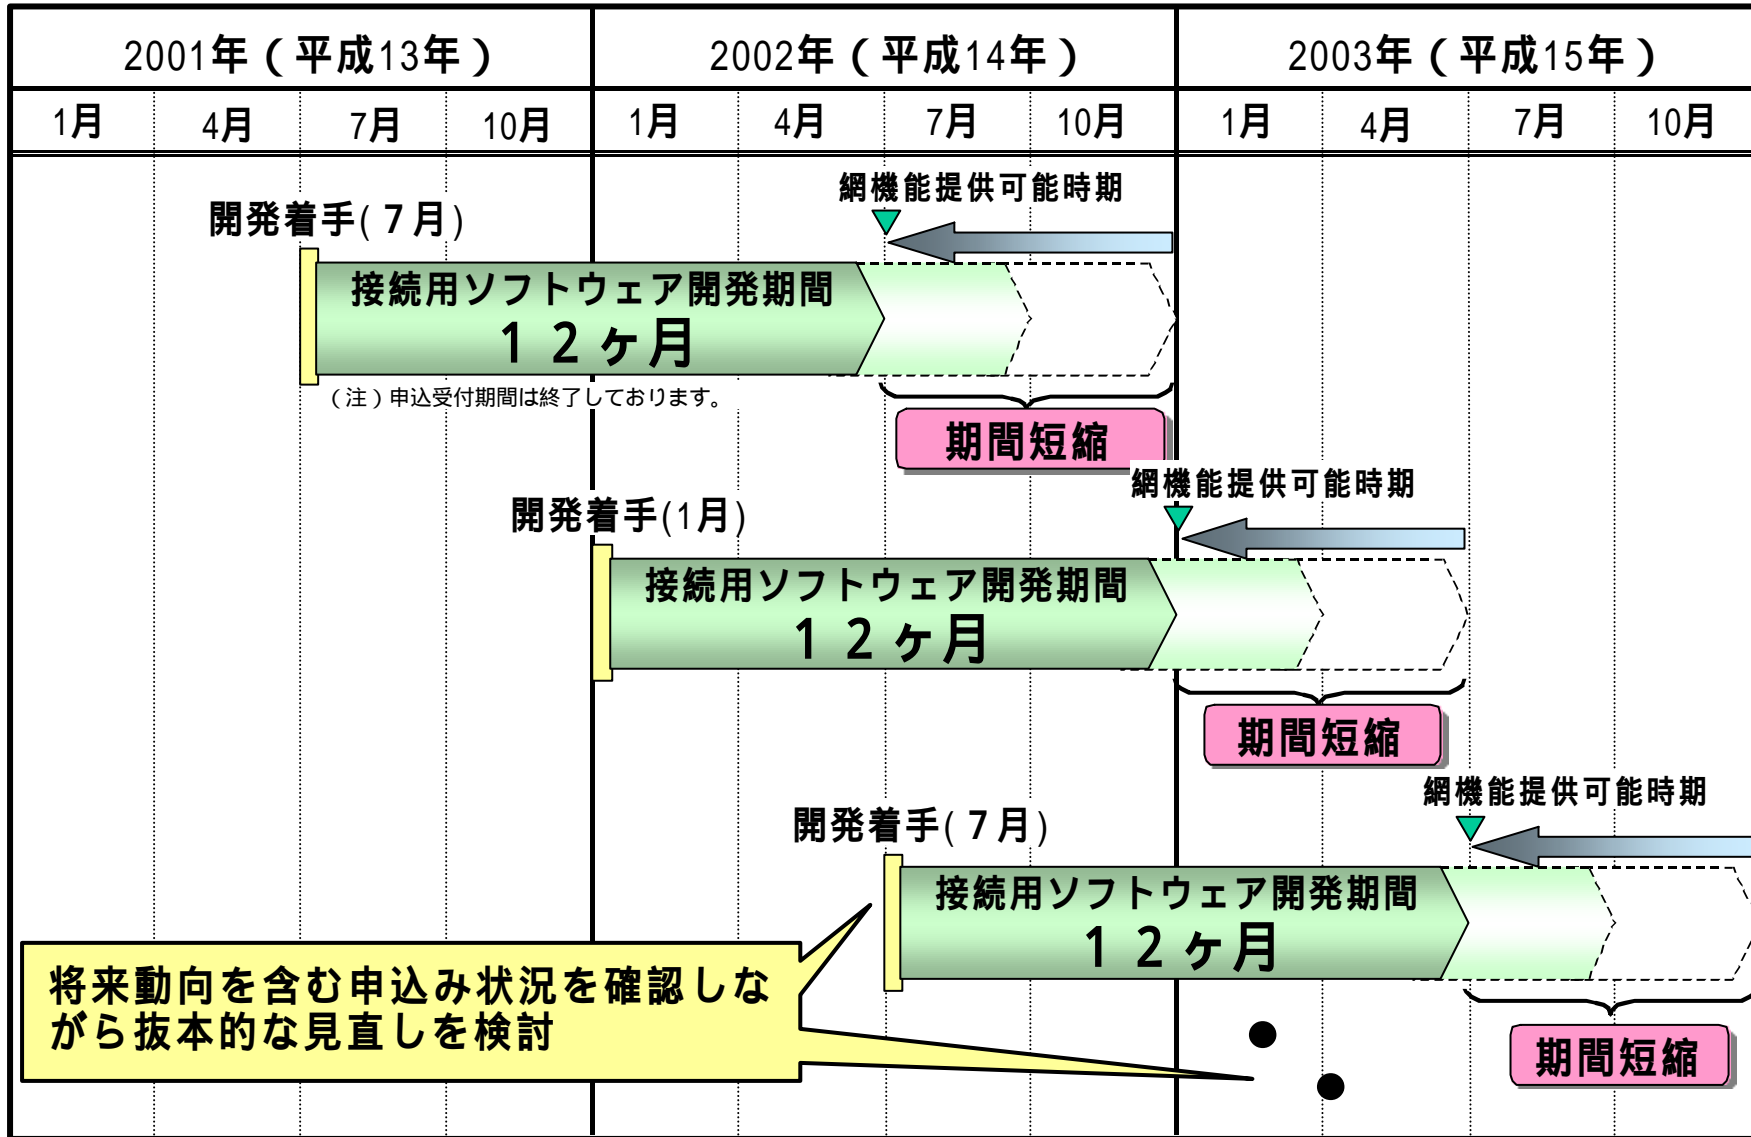 2001年（平成13年）
2002年（平成14年）
2003年（平成15年）
1月
4月
7月
10月
1月
4月
7月
10月
1月
4月
7月
10月
網機能提供可能時期
開発着手(７月)
接続用ソフトウェア開発期間
１２ヶ月
（注）申込受付期間は終了しております。
期間短縮
網機能提供可能時期
開発着手(1月)
接続用ソフトウェア開発期間
１２ヶ月
期間短縮
網機能提供可能時期
開発着手(７月)
接続用ソフトウェア開発期間
１２ヶ月
将来動向を含む申込み状況を確認しな
がら抜本的な見直しを検討
期間短縮